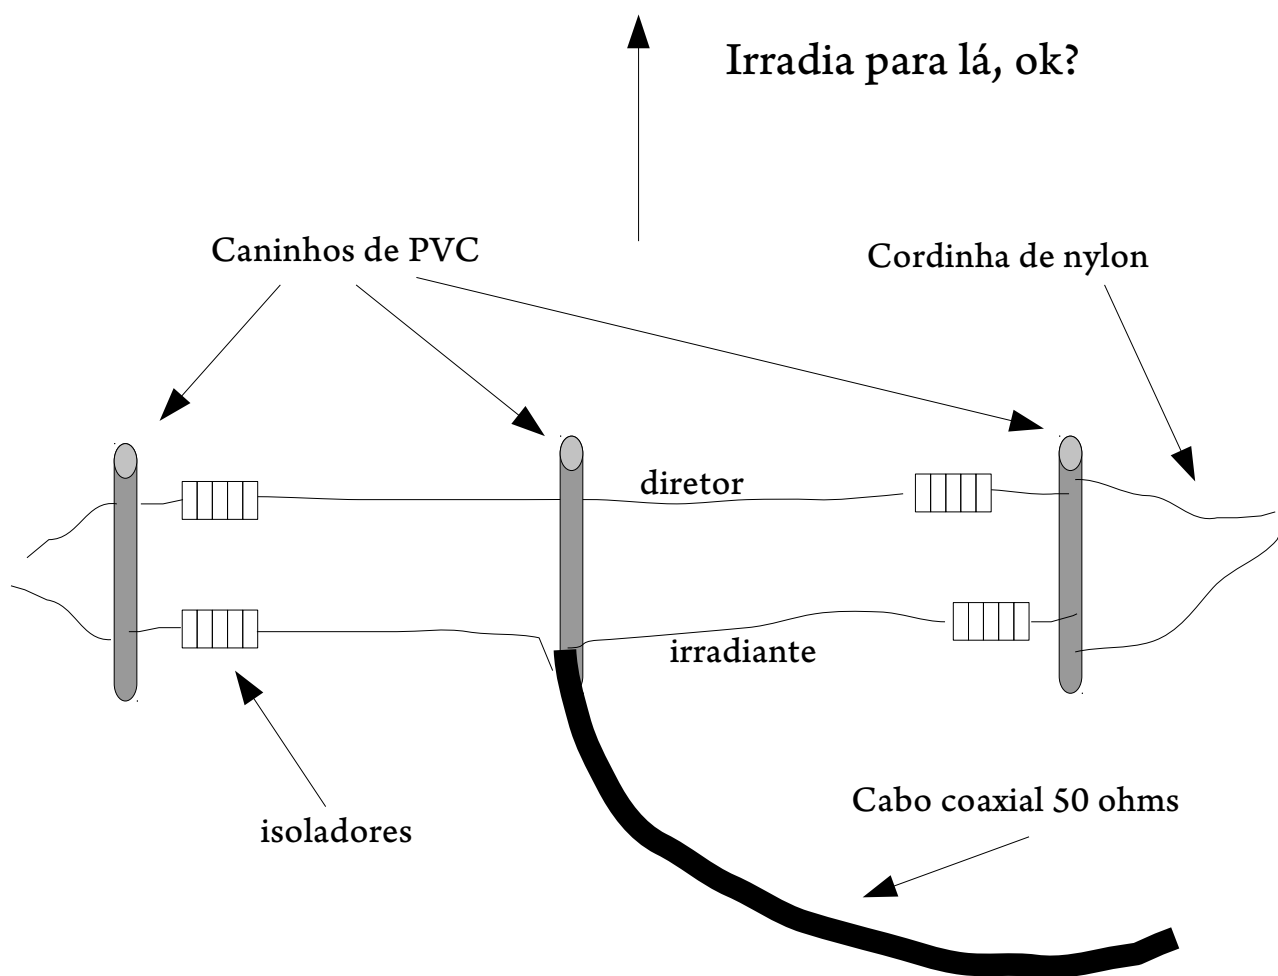 Irradia para lá, ok?
Caninhos de PVC
Cordinha de nylon
diretor
irradiante
Cabo coaxial 50 ohms
isoladores